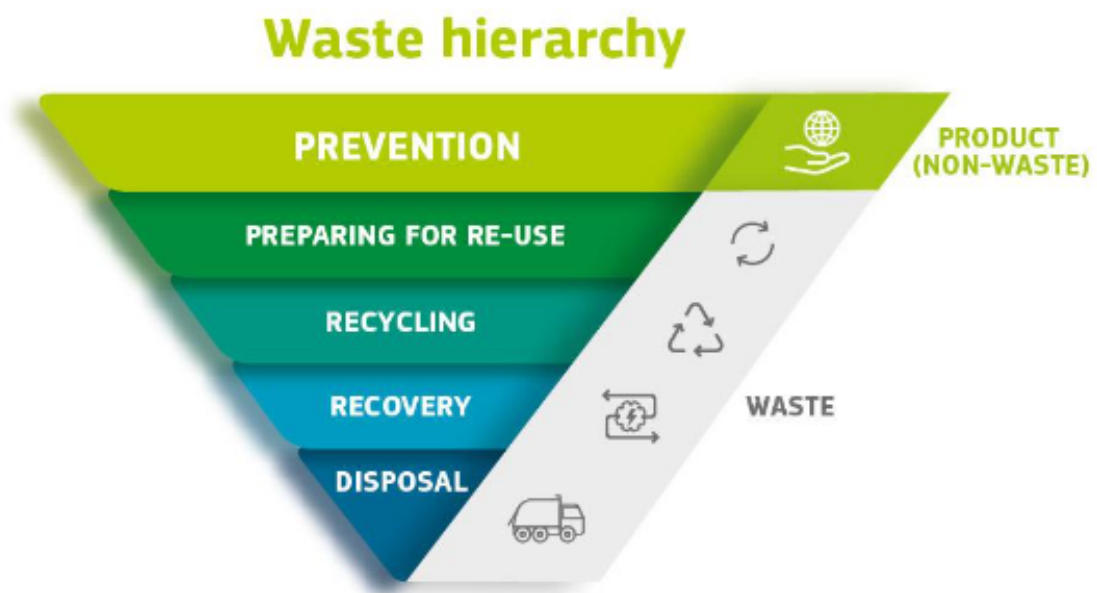 Waste hierarchy
PREVENTION
PRODUCT
(NON-WASTE)
PREPARING FOR RE-USE
RECYCLING
RECOVERY
WASTE
DISPOSAL